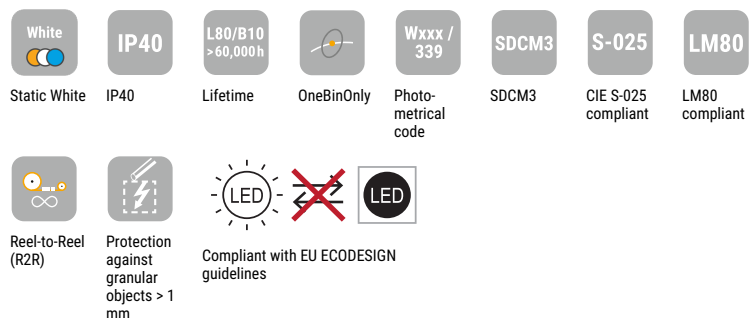 White
IP40
L80/B10
>60,000h
Wxxx /
339
SDCM3
S-025
LM80
Static White
IP40
Lifetime
OneBinOnly
Photo-
metrical
code
SDCM3
CIE S-025
compliant
LM80
compliant
LED
LED
Reel-to-Reel
(R2R)
Protection
against
granular
objects > 1
mm
Compliant with EU ECODESIGN
guidelines